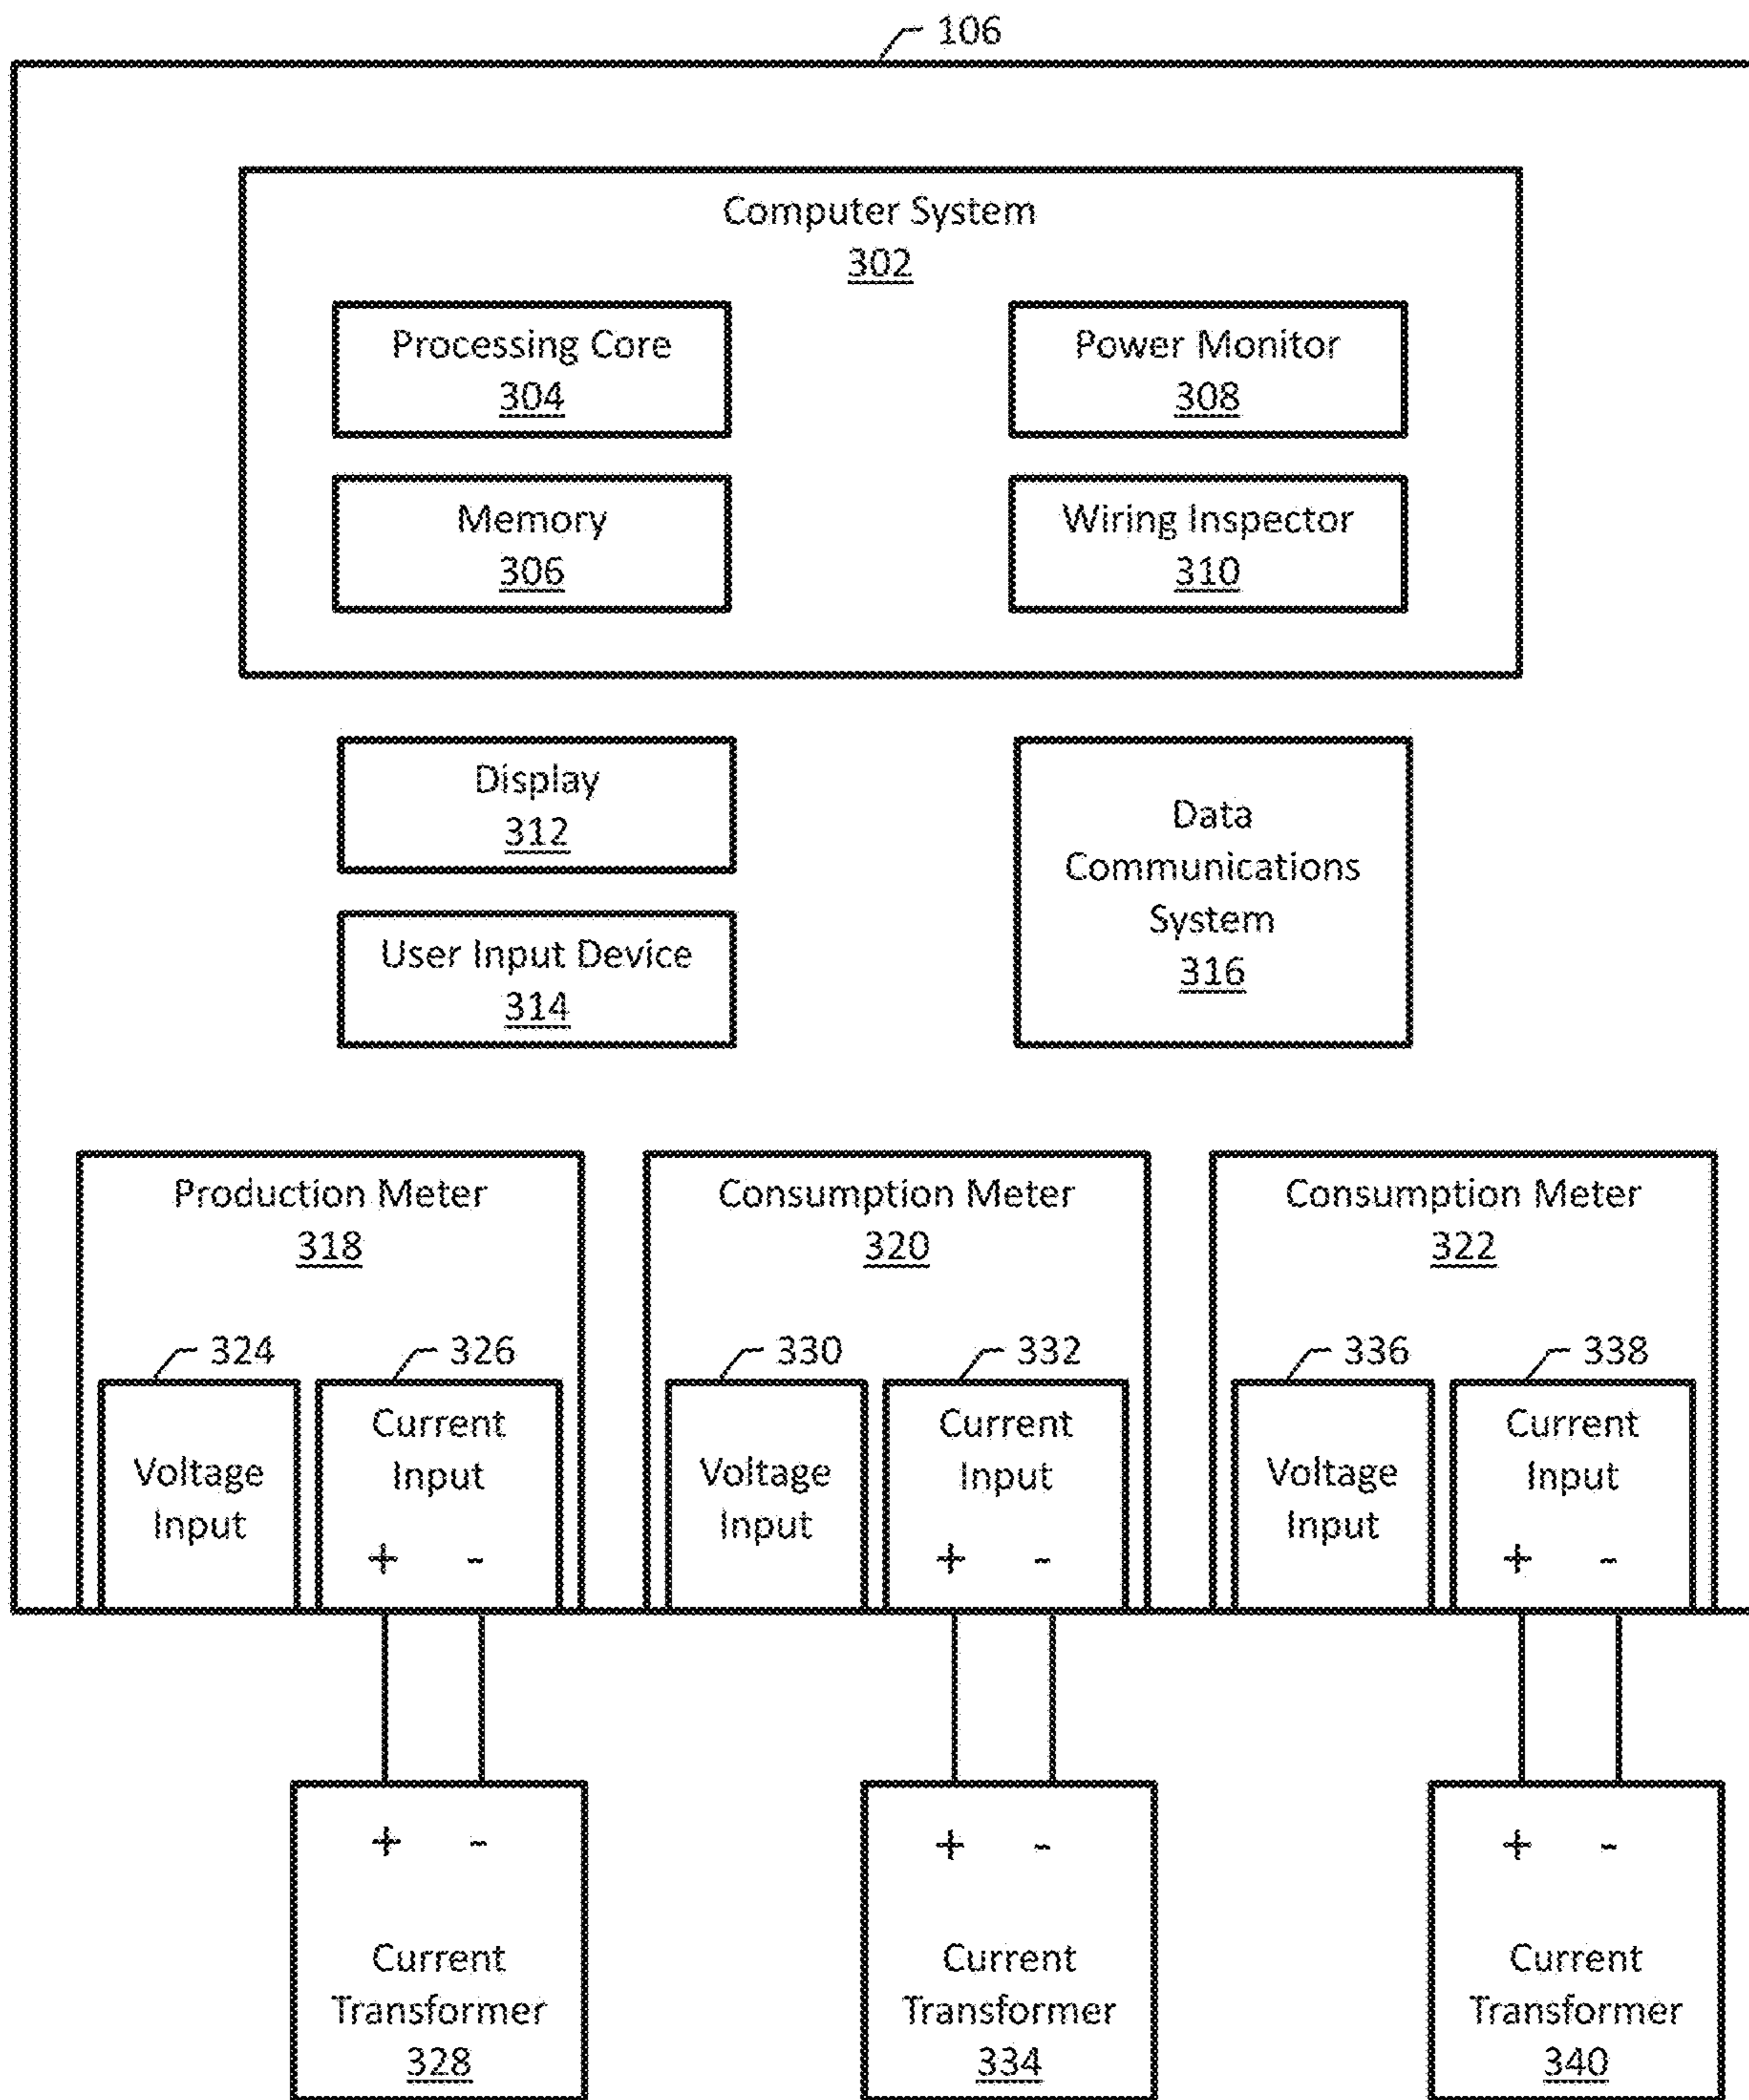 106
Computer System
302
Processing Core
304
Power Monitor
308
Memory
306
Wiring Inspector
310
Display
312
Data
Communications
System
316
User Input Device
314
Production Meter
318
324
326
Voltage
Input
Current
Input
+ -
Consumption Meter
320
330
332
Voltage
Input
Current
Input
+ -
Consumption Meter
322
336
338
Voltage
Input
Current
Input
+ -
+ -
Current
Transformer
328
+ -
Current
Transformer
334
+ -
Current
Transformer
340